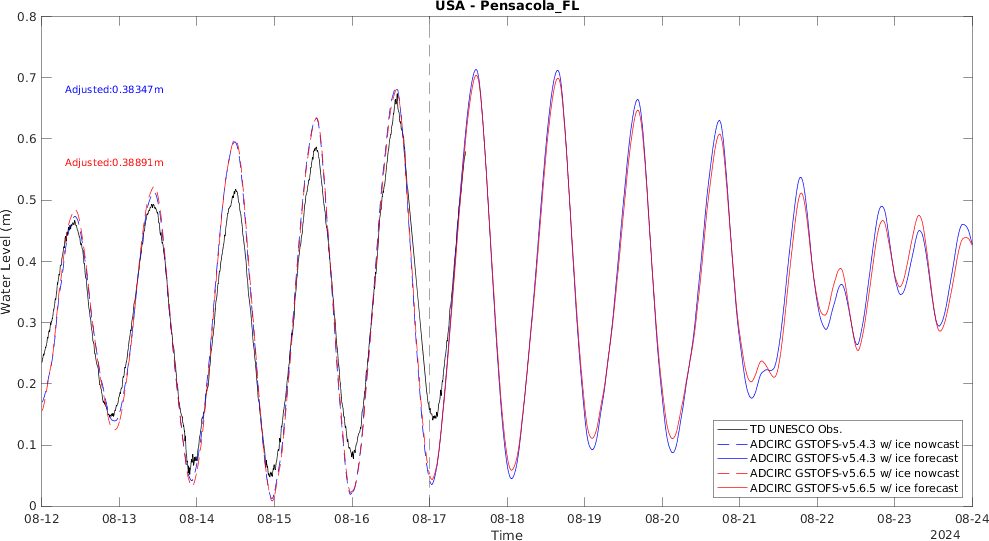 USA - Pensacola_FL
0.8
0.7
0.6
0.5
0.4
0.3
0.2
0.1
0
Water Level (m)
Adjusted:0.38347m
Adjusted:0.38891m
TD UNESCO Obs.
ADCIRC GSTOFS-v5.4.3 w/ ice nowcast
ADCIRC GSTOFS-v5.4.3 w/ ice forecast
ADCIRC GSTOFS-v5.6.5 w/ ice nowcast
ADCIRC GSTOFS-v5.6.5 w/ ice forecast
08-12 08-13 08-14 08-15 08-16 08-17 08-18 08-19 08-20 08-21 08-22 08-23 08-24
Time
2024